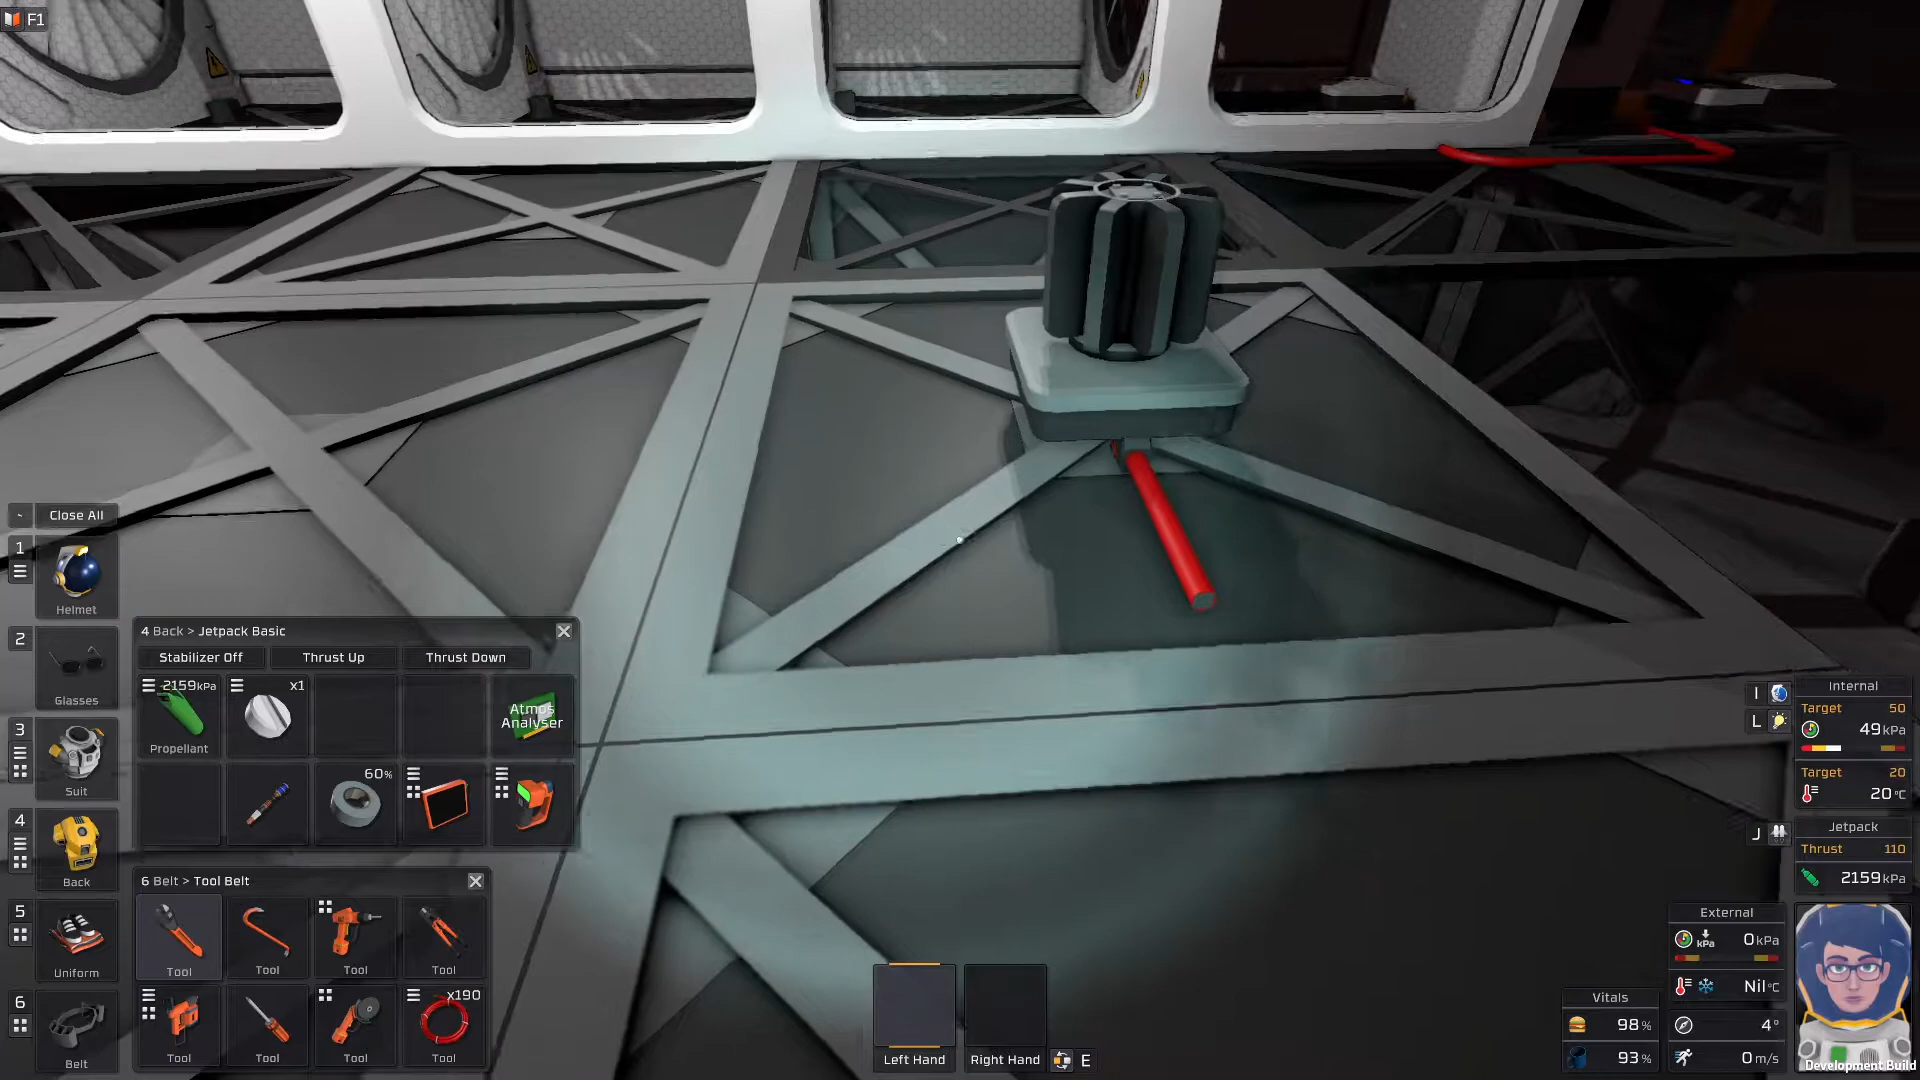 F1
~ Close All
1
Helmet
2
Glasses
3
Suit
4
Back
5
Uniform
6
Belt
4 Back > Jetpack Basic
Stabilizer Off Thrust Up Thrust Down
2159kPa
Propellant
x1
Atmos
Analyser
60%
6 Belt > Tool Belt
Tool Tool Tool Tool
x190
Tool Tool Tool Tool
Left Hand Right Hand E
I
L
J
Internal
Target 50
49kPa
Target 20
20°C
Jetpack
Thrust 110
2159kPa
External
kPa 0kPa
Nil°C
4°
0m/s
Vitals
98%
93%
Development Build